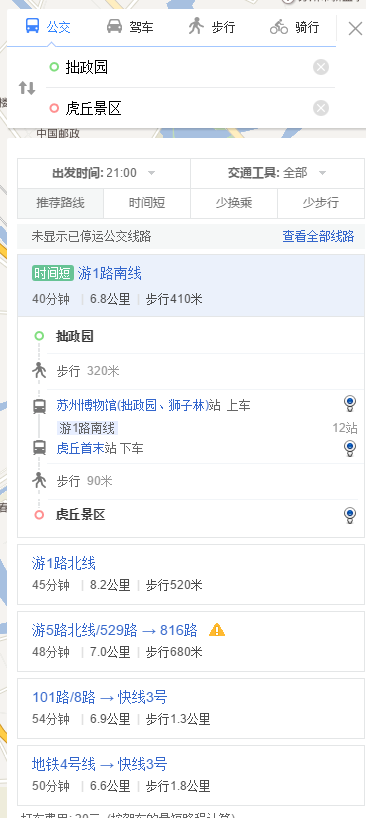 公交 驾车 步行 骑行
拙政园
虎丘景区
中国邮政
出发时间: 21:00 交通工具: 全部
推荐路线 时间短 少换乘 少步行
未显示已停运公交线路 查看全部线路
时间短 游1路南线
40分钟 | 6.8公里 | 步行410米
拙政园
步行 320米
苏州博物馆(拙政园、狮子林)站 上车
游1路南线 12站
虎丘首末站 下车
步行 90米
虎丘景区
游1路北线
45分钟 | 8.2公里 | 步行520米
游5路北线/529路 → 816路
48分钟 | 7.0公里 | 步行680米
101路/8路 → 快线3号
54分钟 | 6.9公里 | 步行1.3公里
地铁4号线 → 快线3号
50分钟 | 6.6公里 | 步行1.8公里